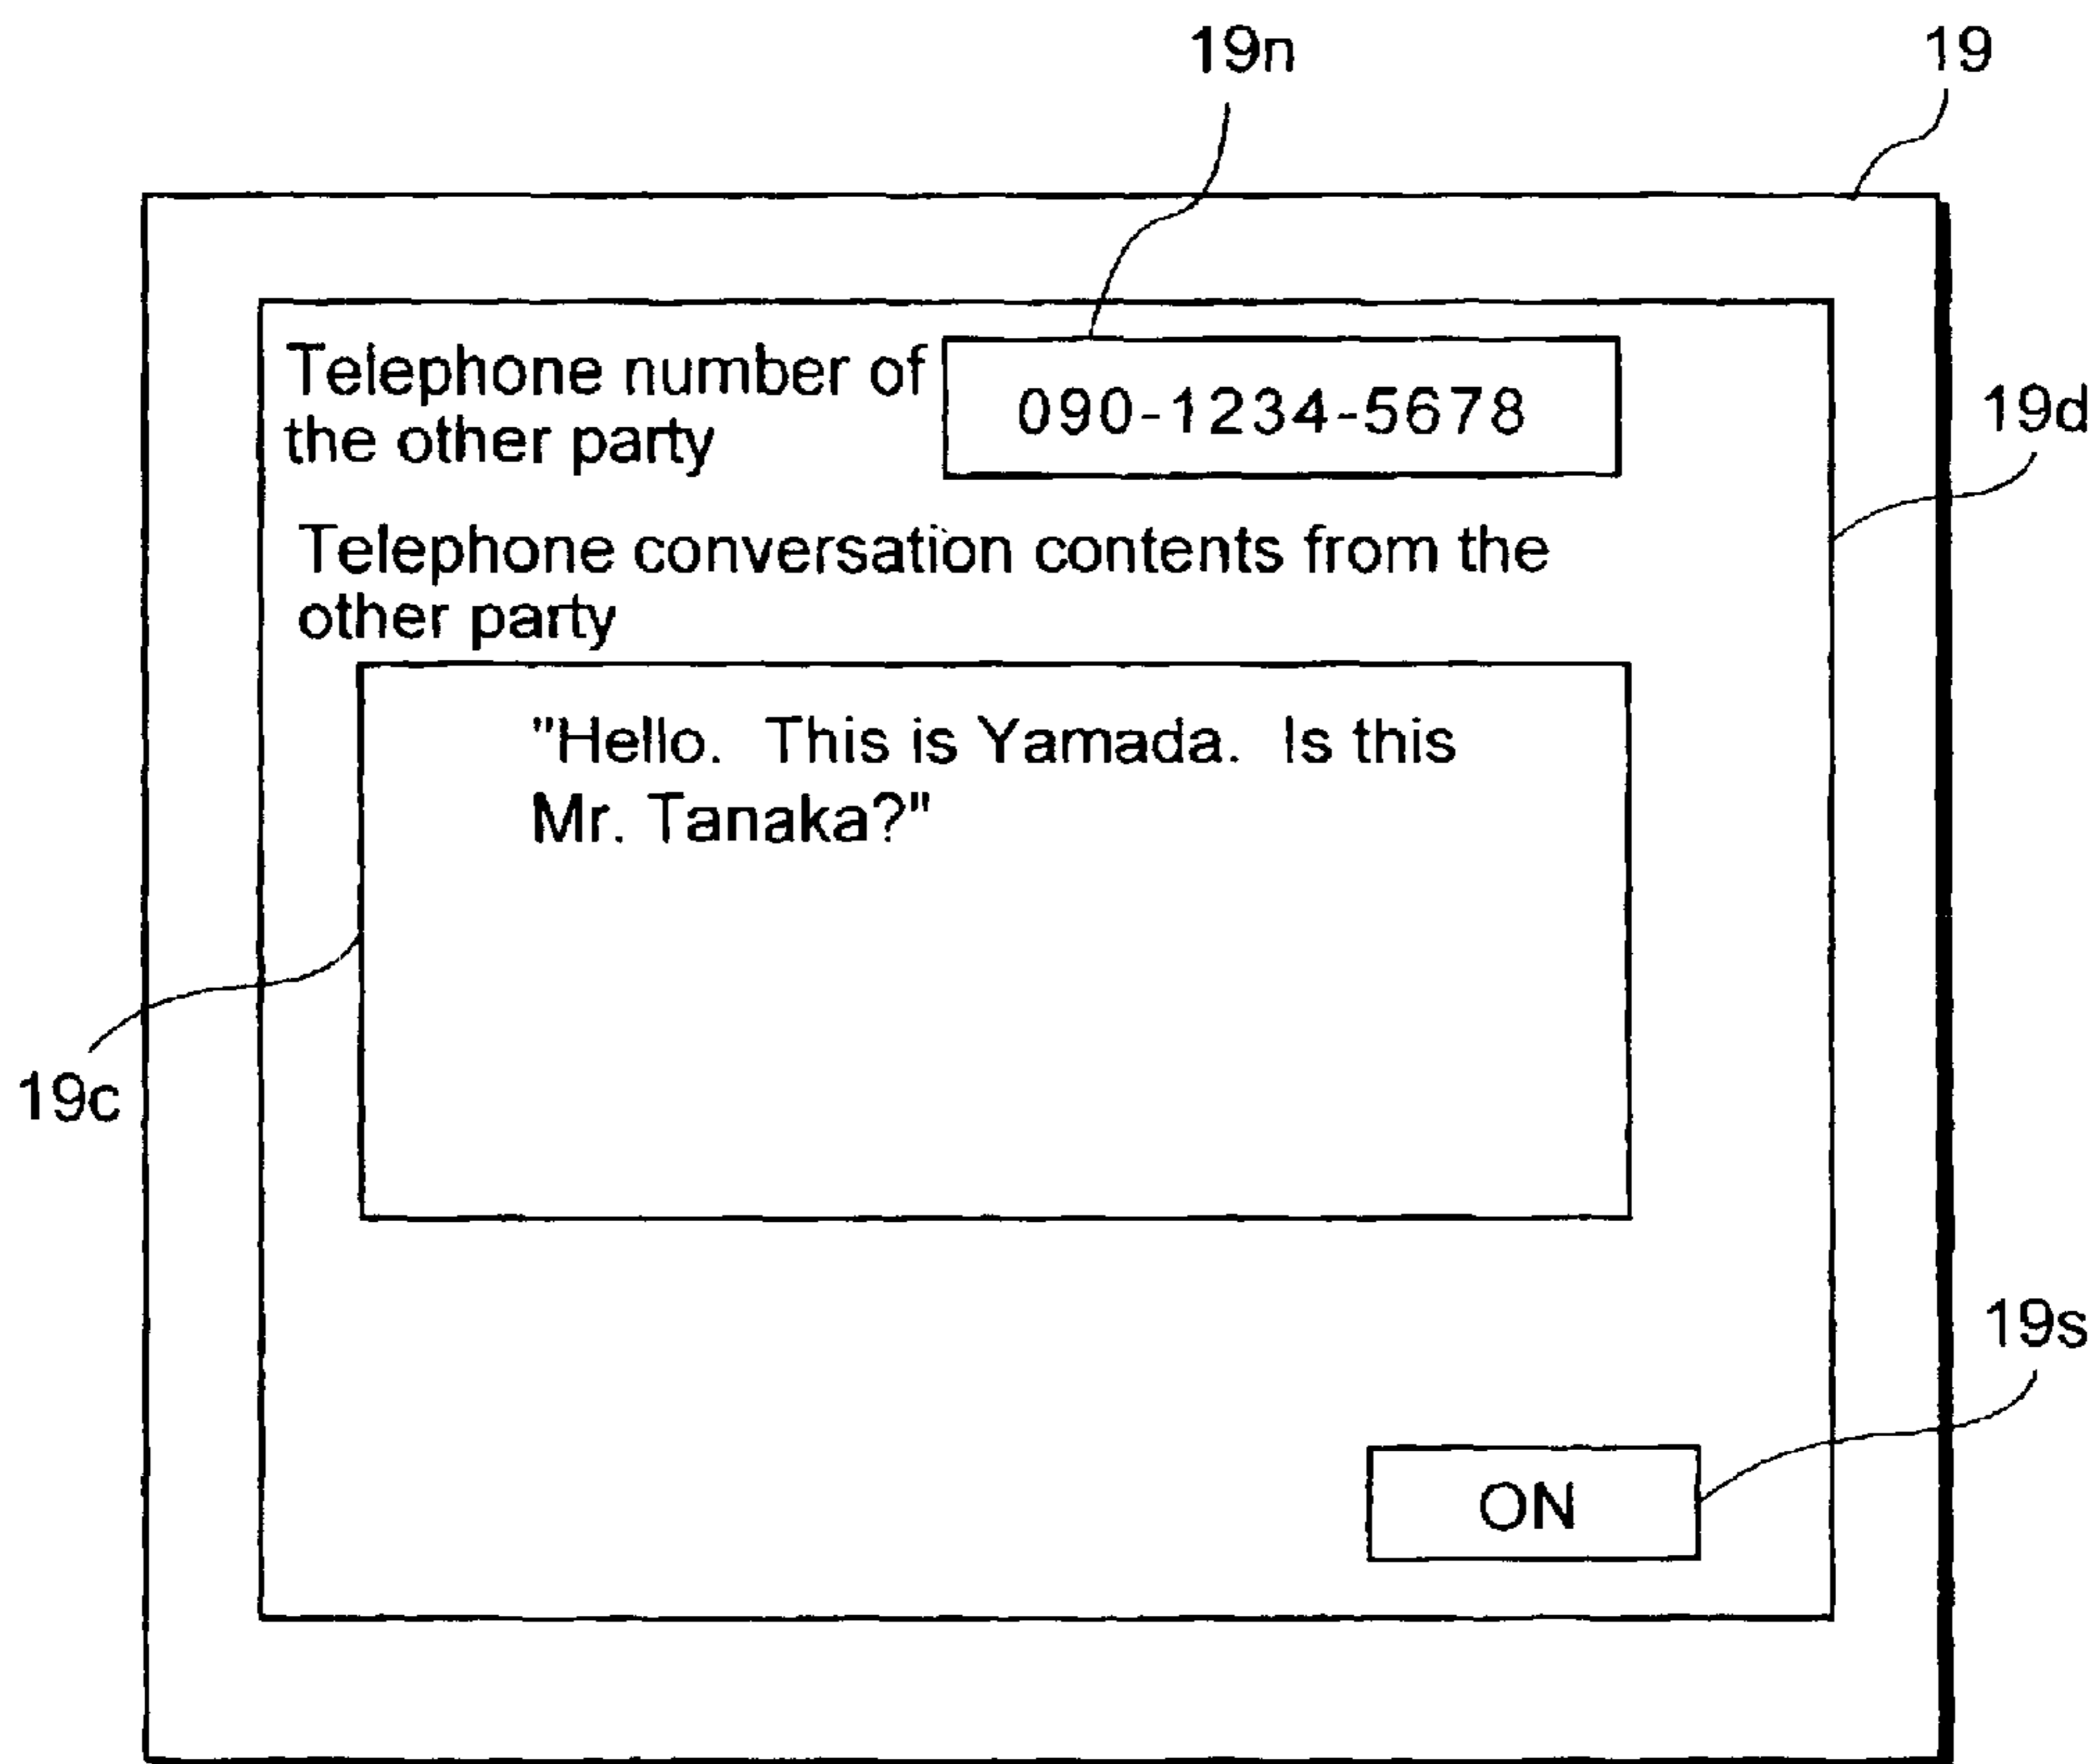 19n
19
Telephone number of
the other party
090-1234-5678
19d
Telephone conversation contents from the
other party
"Hello. This is Yamada. Is this
Mr. Tanaka?"
19c
19s
ON